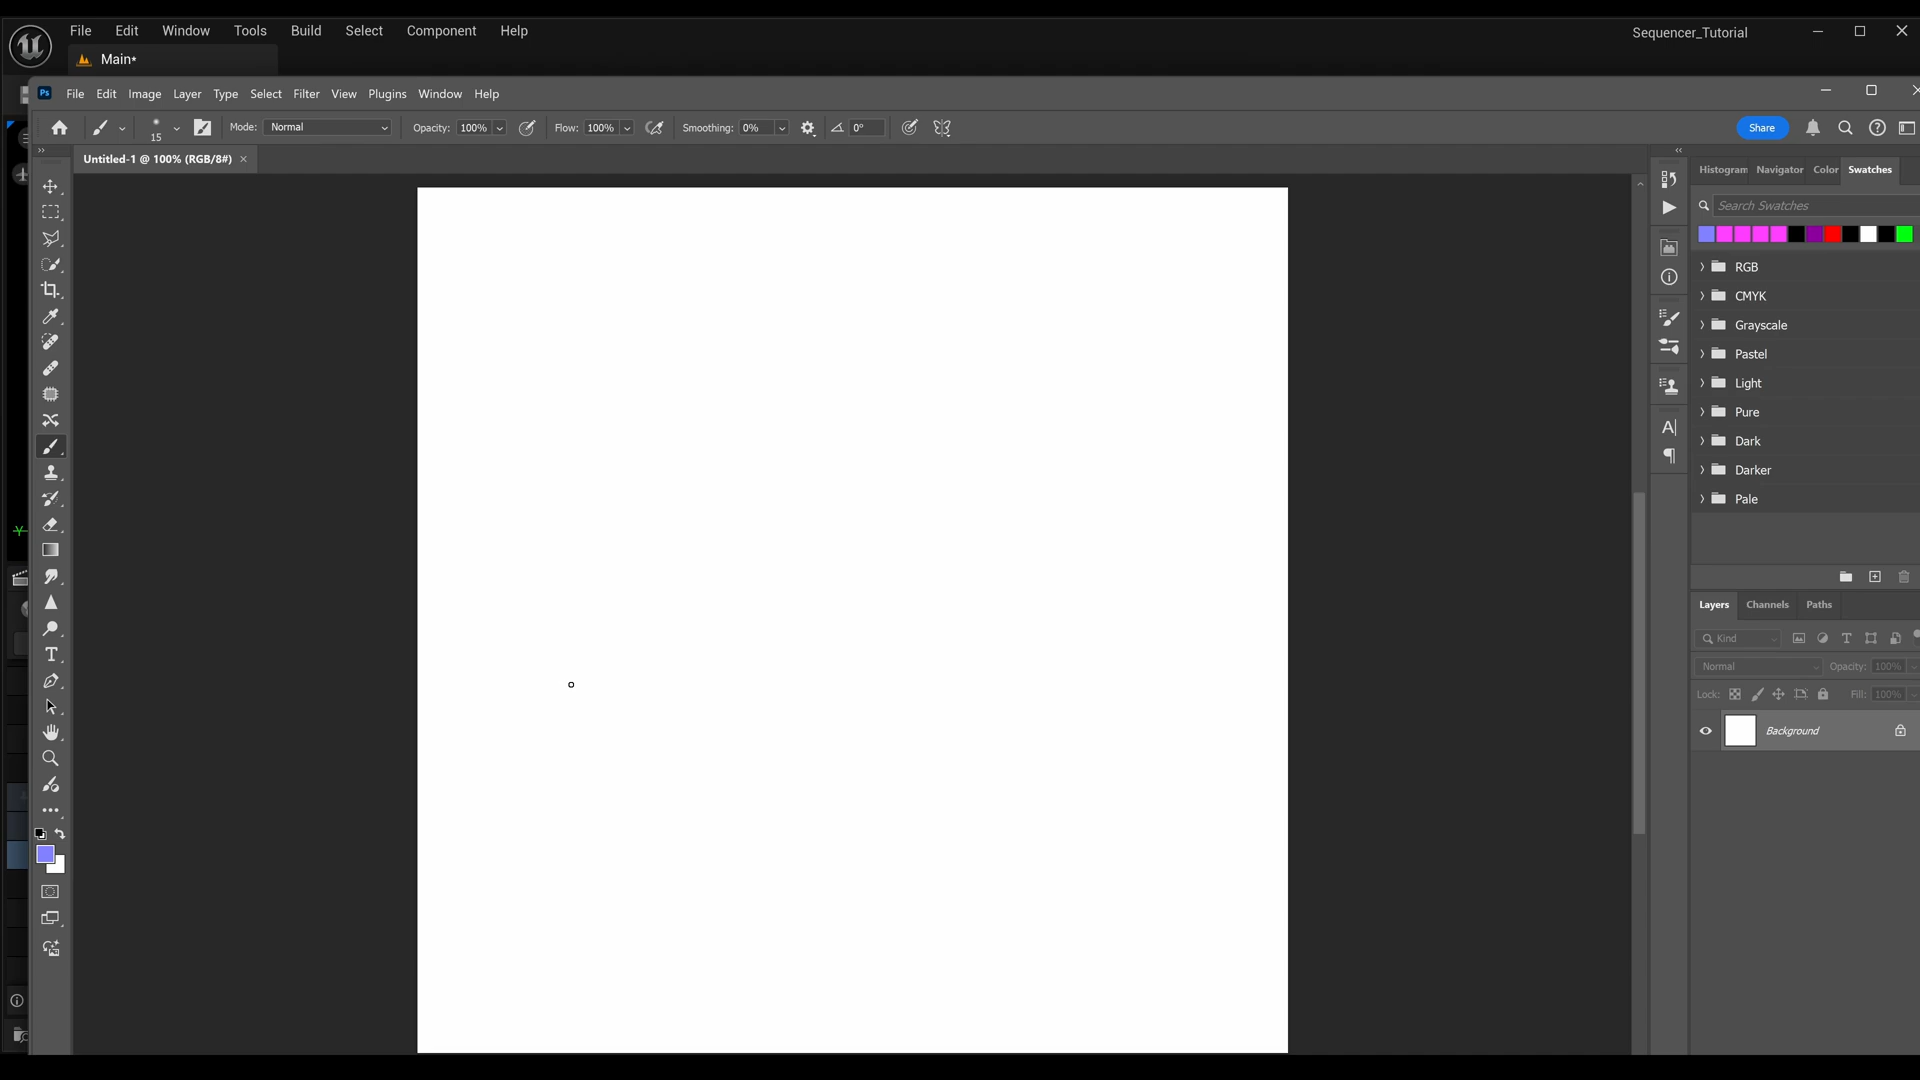 File Edit Window Tools Build Select Component Help
Sequencer_Tutorial
Main*
Ps File Edit Image Layer Type Select Filter View Plugins Window Help
15 Mode: Normal Opacity: 100% Flow: 100% Smoothing: 0% 0° Share
Untitled-1 @ 100% (RGB/8#)
Histogram Navigator Color Swatches
Search Swatches
RGB
CMYK
Grayscale
Pastel
Light
Pure
Dark
Darker
Pale
Layers Channels Paths
Kind
Normal Opacity: 100%
Lock: Fill: 100%
Background